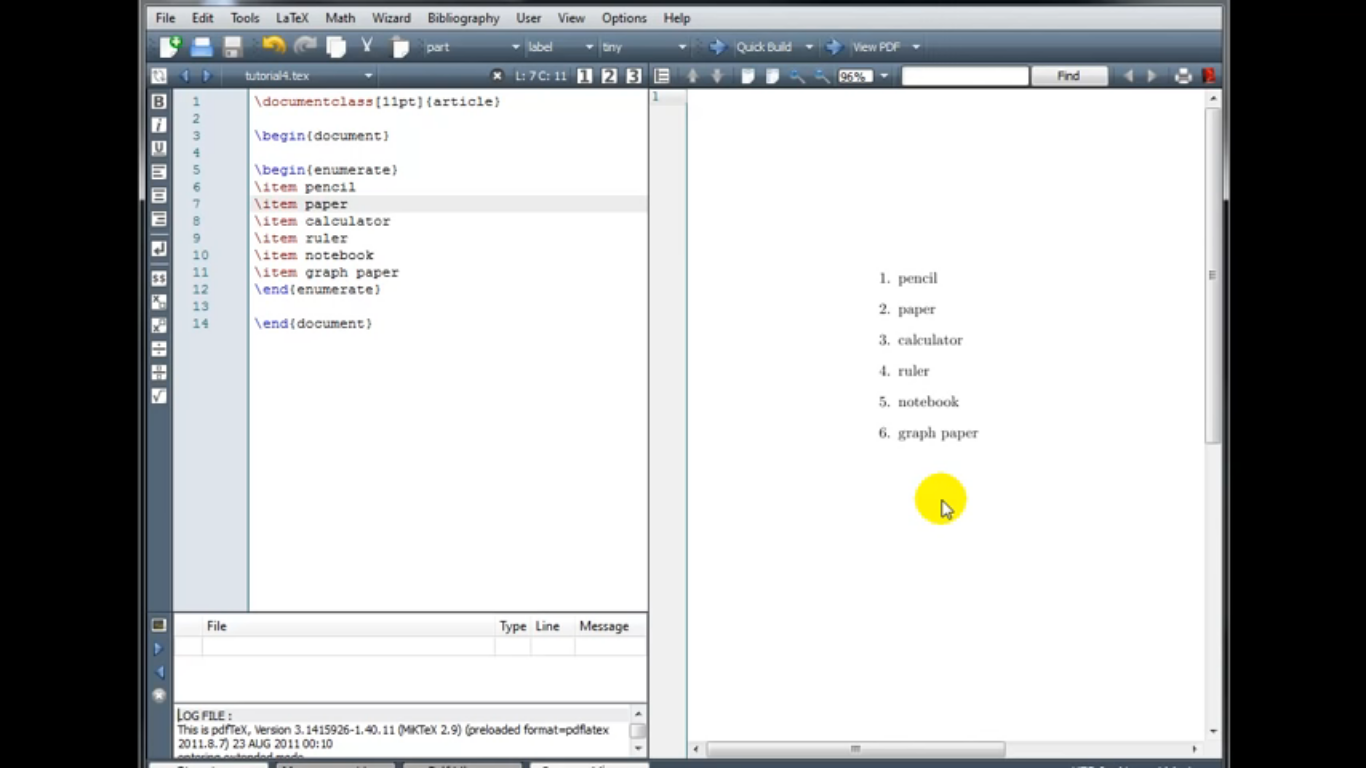 File Edit Tools LaTeX Math Wizard Bibliography User View Options Help
part label tiny Quick Build View PDF
tutorial4.tex L: 7 C: 11 1 2 3 96% Find
1 \documentclass[11pt]{article}
2
3 \begin{document}
4
5 \begin{enumerate}
6 \item pencil
7 \item paper
8 \item calculator
9 \item ruler
10 \item notebook
11 \item graph paper
12 \end{enumerate}
13
14 \end{document}
1
1. pencil
2. paper
3. calculator
4. ruler
5. notebook
6. graph paper
File Type Line Message
LOG FILE :
This is pdfTeX, Version 3.1415926-1.40.11 (MiKTeX 2.9) (preloaded format=pdflatex
2011.8.7) 23 AUG 2011 00:10
entering extended mode